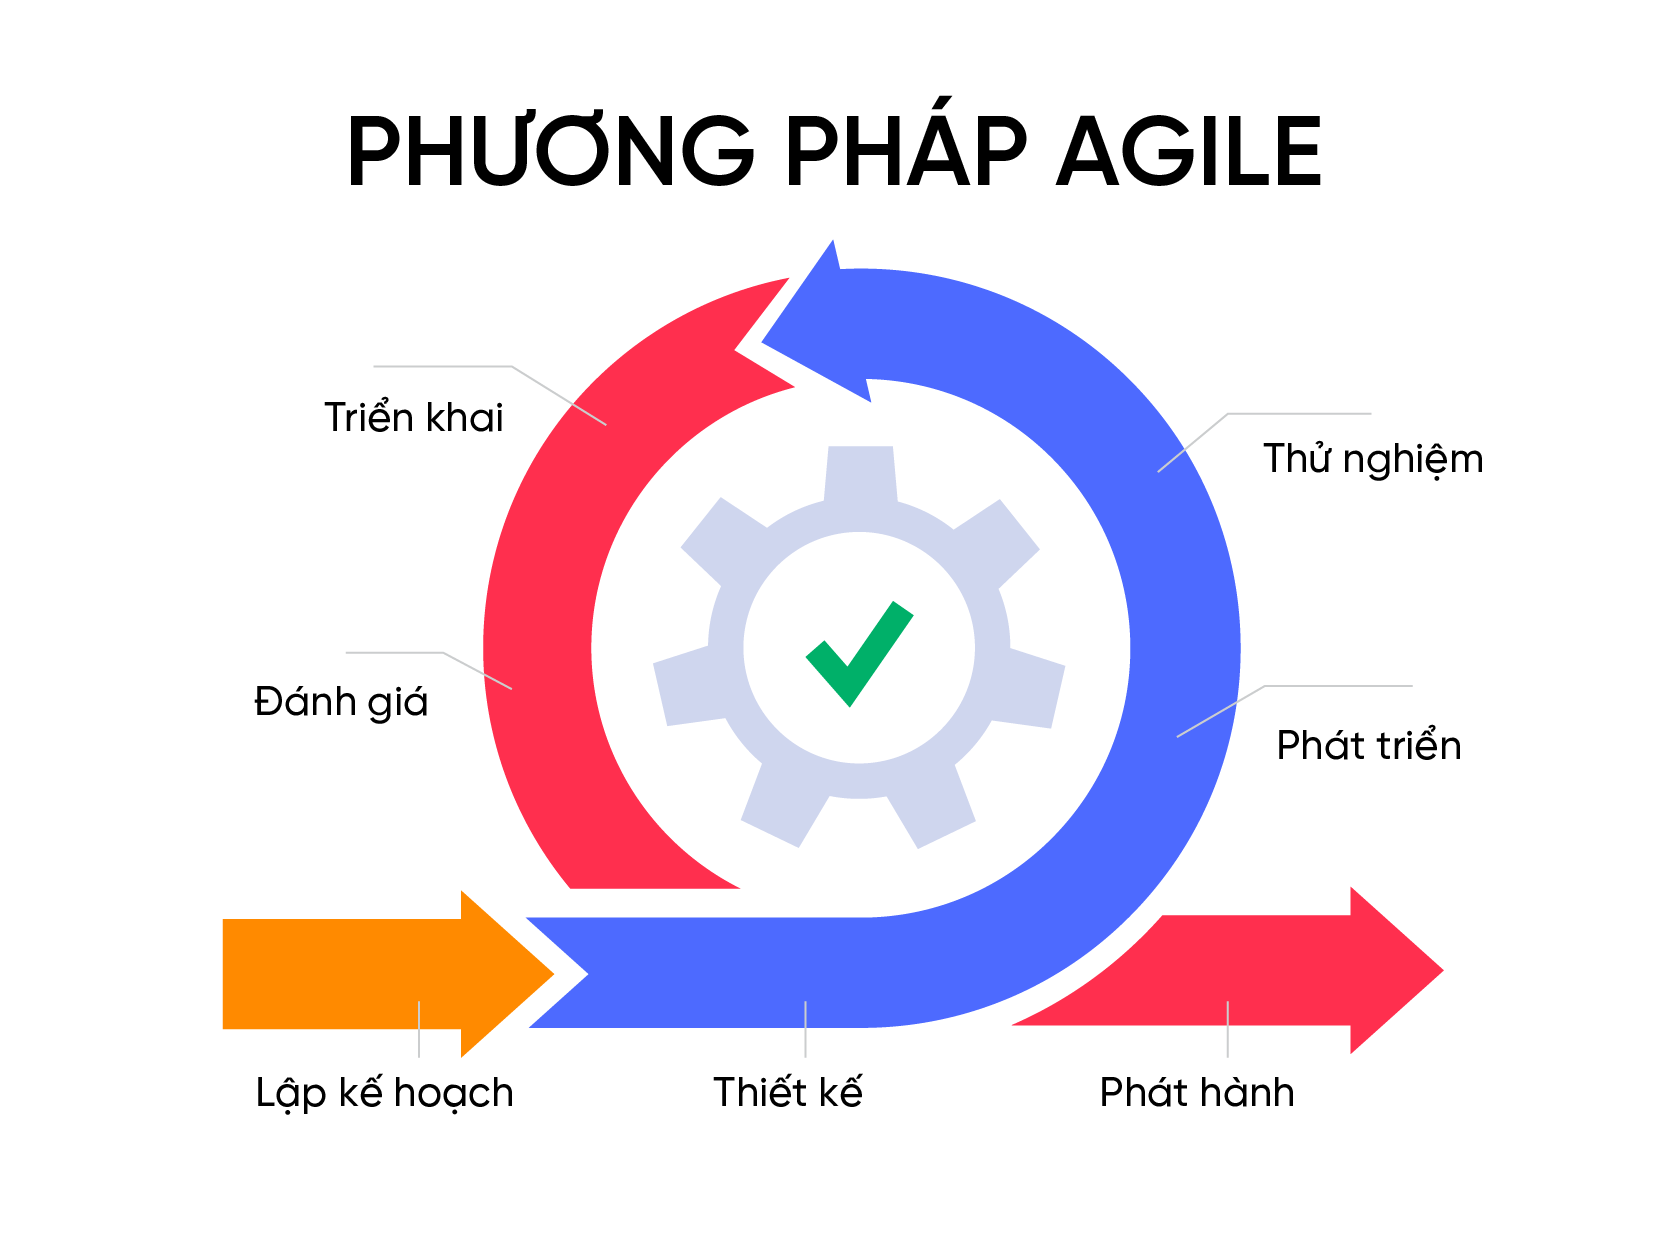 PHƯƠNG PHÁP AGILE
Triển khai
Thử nghiệm
Đánh giá
Phát triển
Lập kế hoạch
Thiết kế
Phát hành